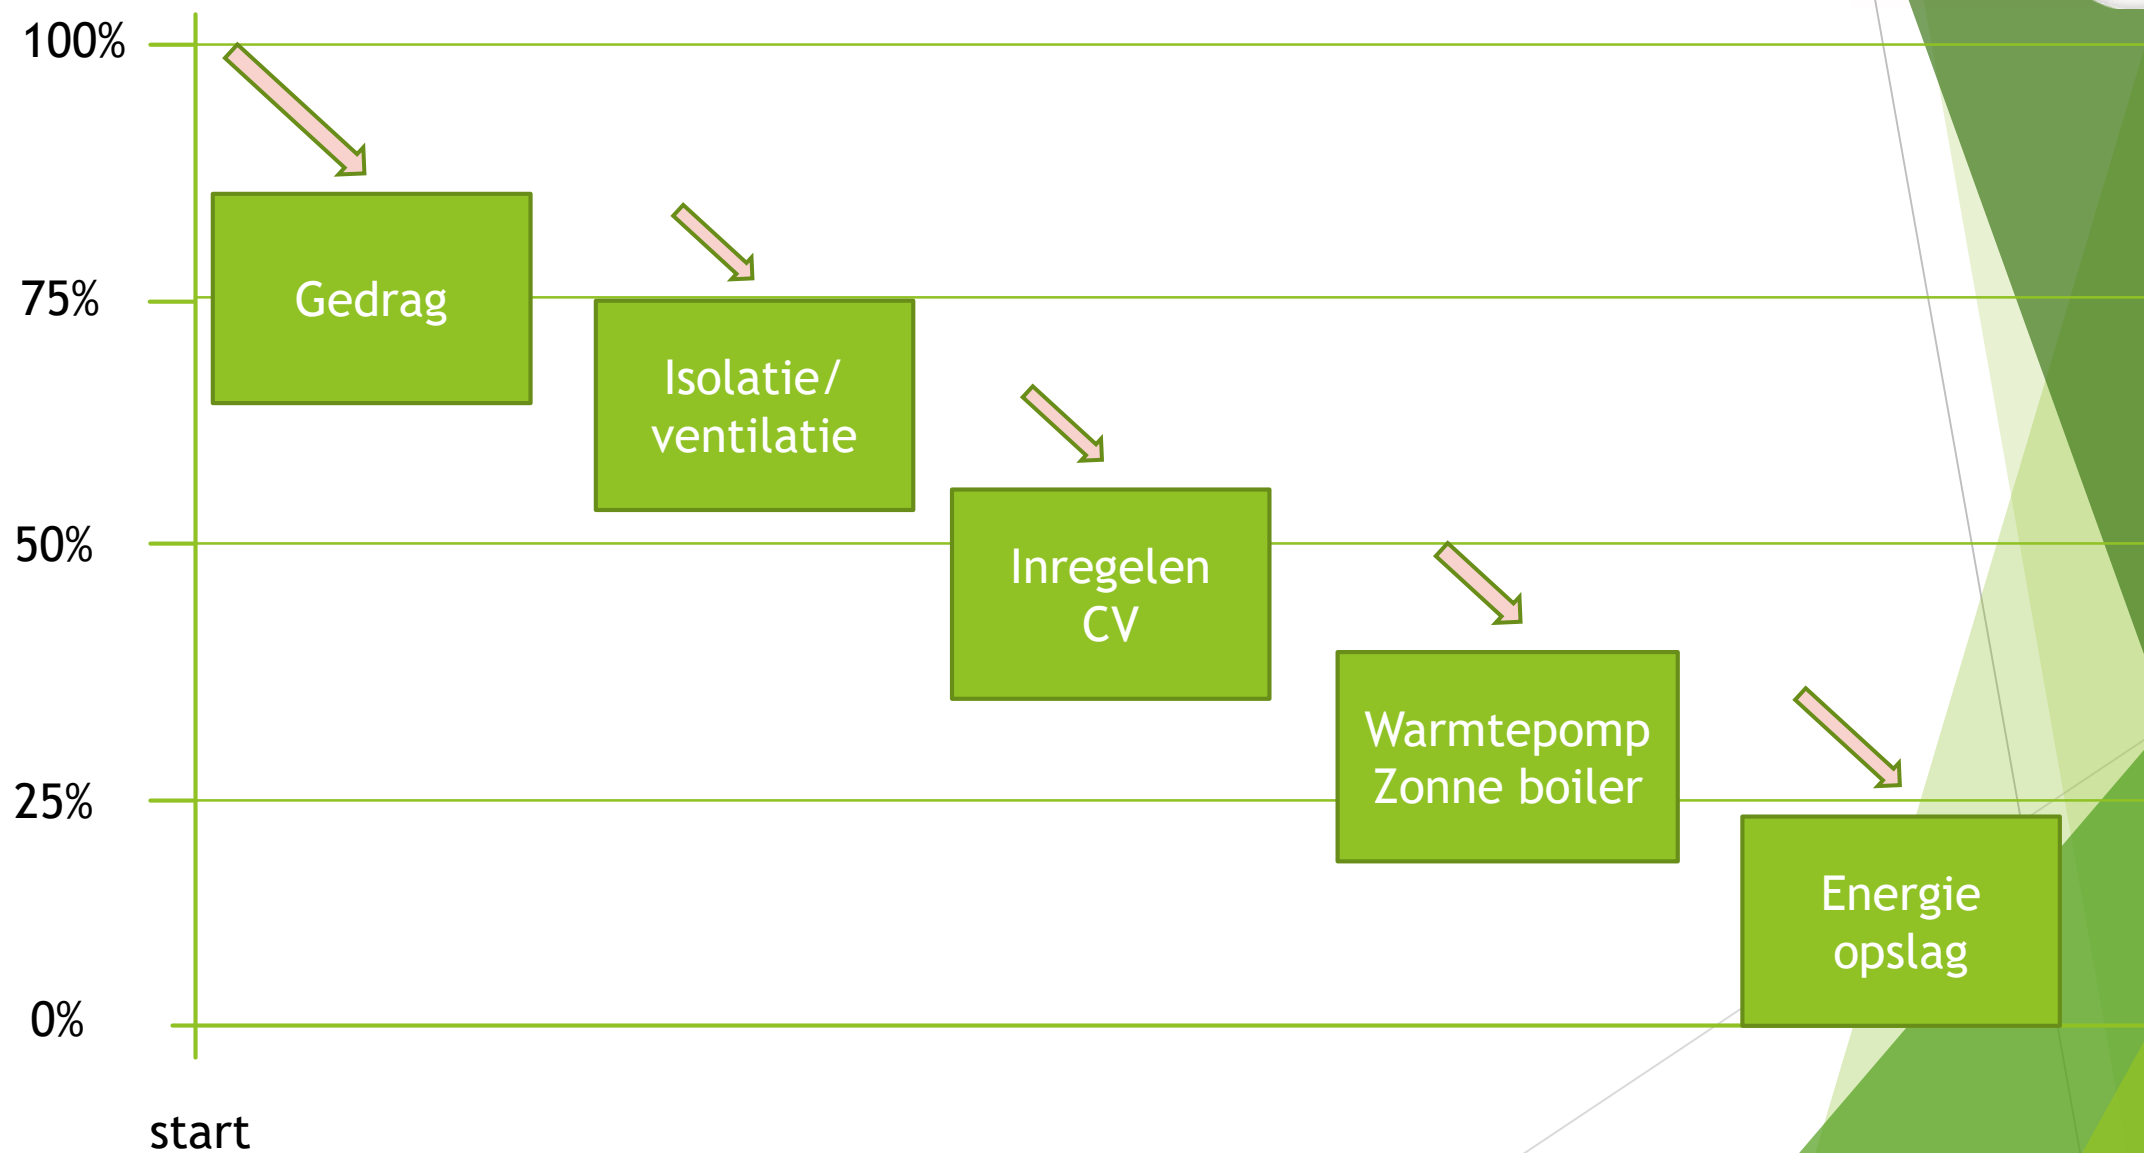 100%
75%
50%
25%
0%
start
Gedrag
Isolatie/
ventilatie
Inregelen
CV
Warmtepomp
Zonne boiler
Energie
opslag